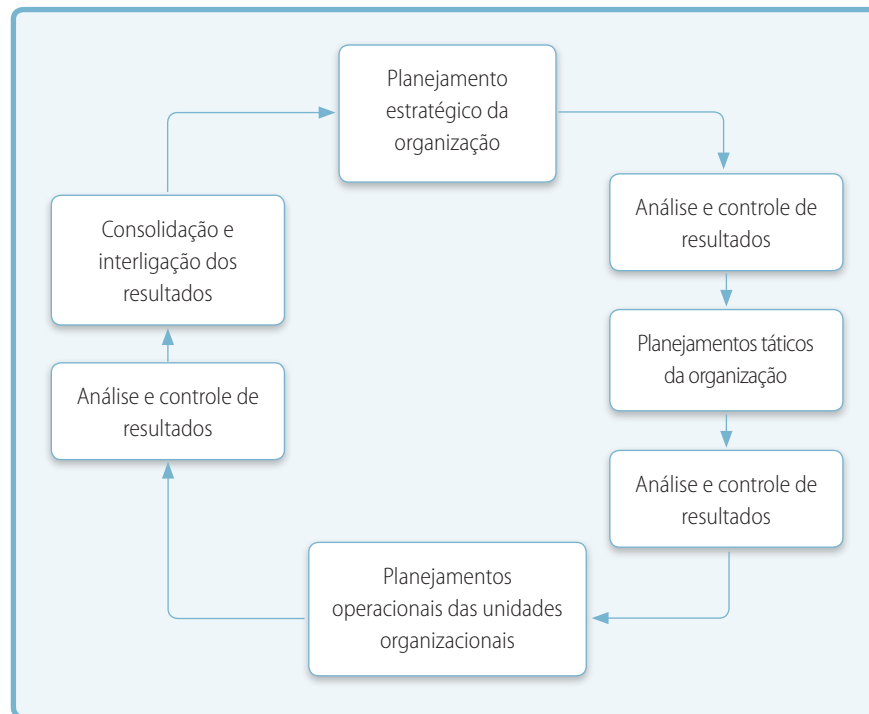 Planejamento
estratégico da
organização
Análise e controle de
resultados
Planejamentos táticos
da organização
Análise e controle de
resultados
Planejamentos
operacionais das unidades
organizacionais
Análise e controle de
resultados
Consolidação e
interligação dos
resultados